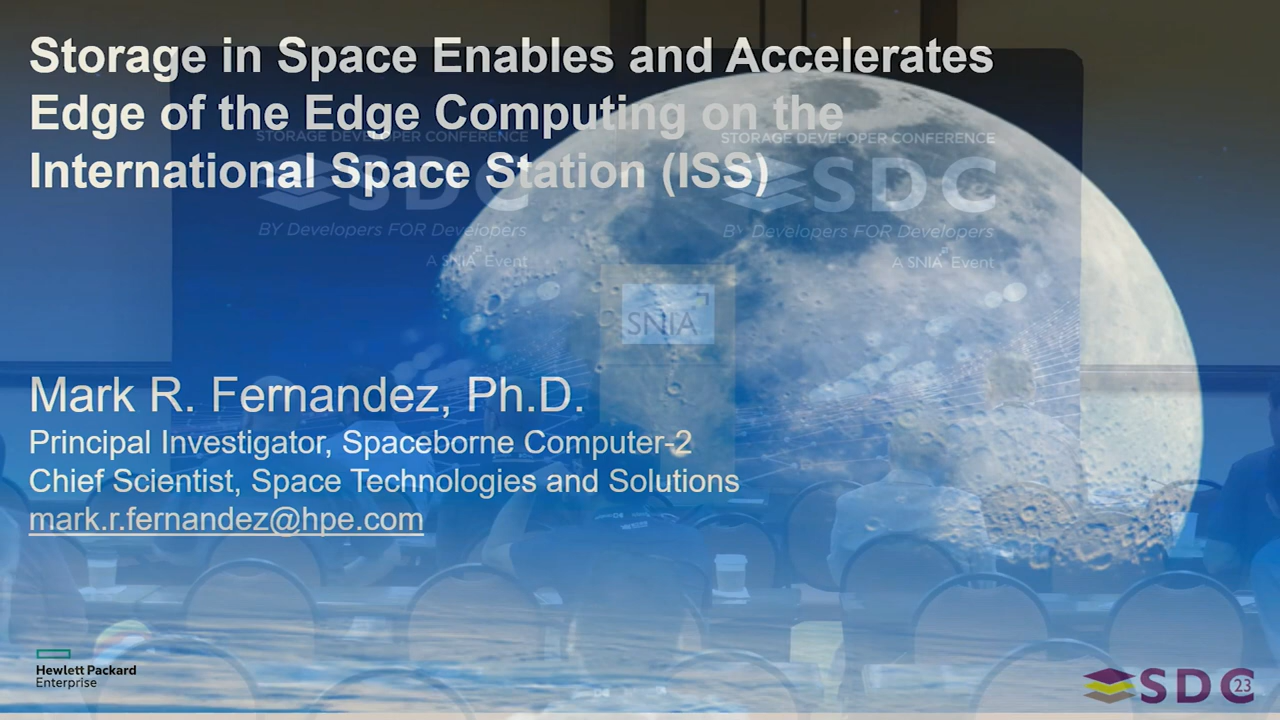 Storage in Space Enables and Accelerates
Edge of the Edge Computing on the
International Space Station (ISS)
STORAGE DEVELOPER CONFERENCE
SDC
BY Developers FOR Developers
A SNIA Event
STORAGE DEVELOPER CONFERENCE
SDC
BY Developers FOR Developers
A SNIA Event
SNIA
Mark R. Fernandez, Ph.D.
Principal Investigator, Spaceborne Computer-2
Chief Scientist, Space Technologies and Solutions
mark.r.fernandez@hpe.com
Hewlett Packard
Enterprise
SDC 23